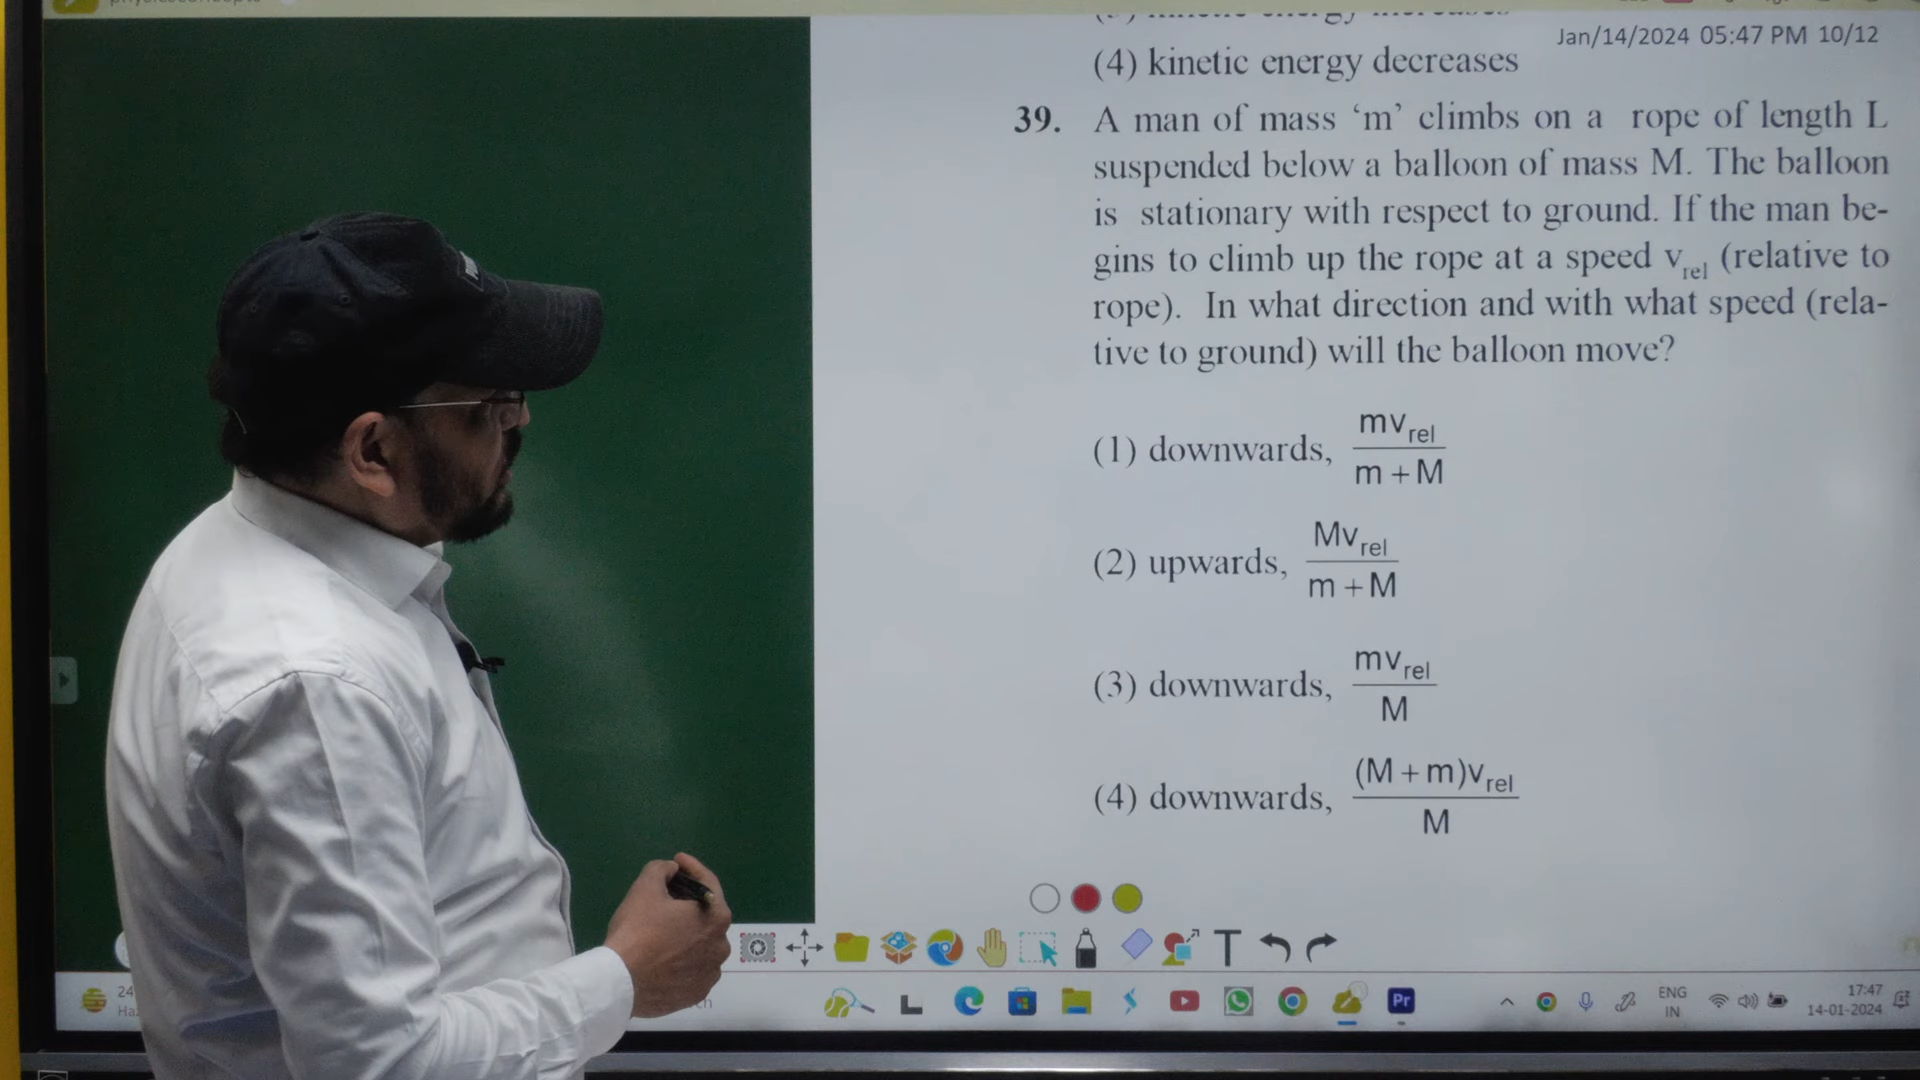 Jan/14/2024 05:47 PM 10/12
(4) kinetic energy decreases
39. A man of mass ‘m’ climbs on a rope of length L
suspended below a balloon of mass M. The balloon
is stationary with respect to ground. If the man be-
gins to climb up the rope at a speed v_rel (relative to
rope). In what direction and with what speed (rela-
tive to ground) will the balloon move?
(1) downwards, mv_rel / m + M
(2) upwards, Mv_rel / m + M
(3) downwards, mv_rel / M
(4) downwards, (M + m)v_rel / M
T
24
Ha
Pr
ENG
IN
17:47
14-01-2024